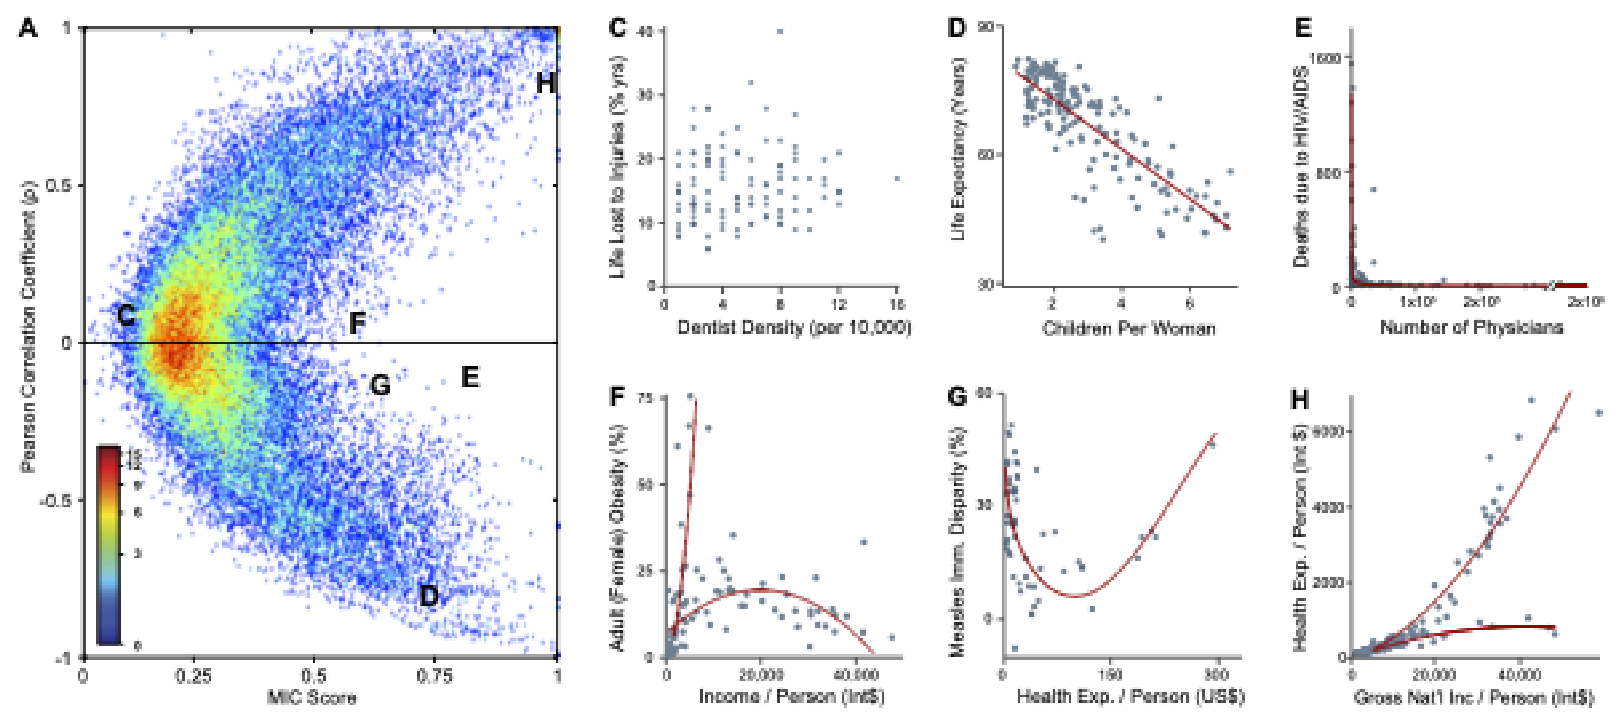 A
1
0.5
0
-0.5
-1
Pearson Correlation Coefficient (ρ)
0
0.25
0.5
0.75
1
MIC Score
H
C
F
G
E
D
9
6
3
0
C
40
30
20
10
0
Life Lost to Injuries (% yrs)
0
4
8
12
16
Dentist Density (per 10,000)
D
90
60
30
Life Expectancy (Years)
2
4
6
Children Per Woman
E
1600
800
0
Deaths due to HIV/AIDS
0
Number of Physicians
F
75
50
25
0
Adult (Female) Obesity (%)
0
20,000
40,000
Income / Person (Int$)
G
60
30
0
Measles Imm. Disparity (%)
0
150
300
Health Exp. / Person (US$)
H
6000
4000
2000
0
Health Exp. / Person (Int$)
0
20,000
40,000
Gross Nat'l Inc / Person (Int$)